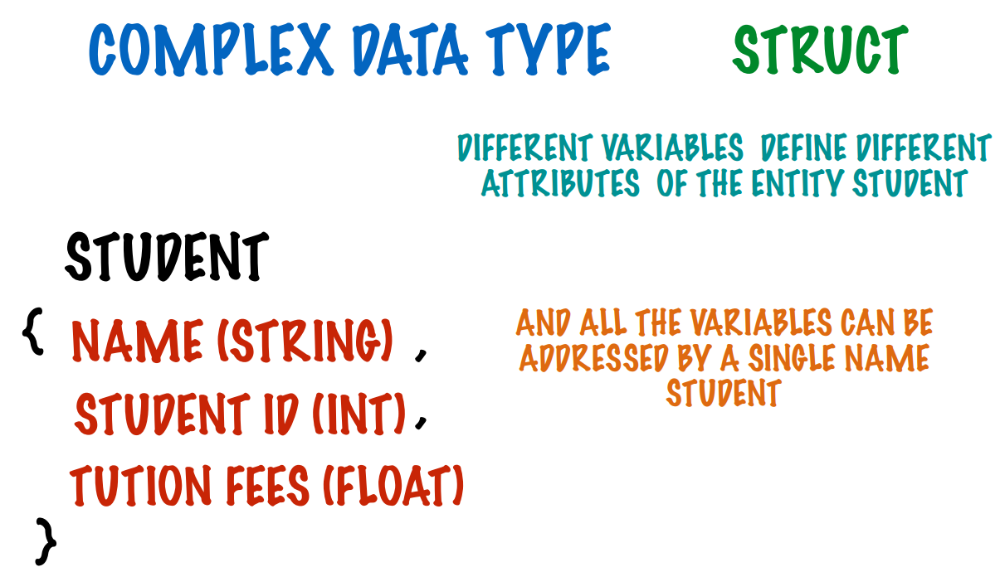 COMPLEX DATA TYPE STRUCT
DIFFERENT VARIABLES DEFINE DIFFERENT
ATTRIBUTES OF THE ENTITY STUDENT
STUDENT
{ NAME (STRING) ,
STUDENT ID (INT) ,
TUTION FEES (FLOAT)
}
AND ALL THE VARIABLES CAN BE
ADDRESSED BY A SINGLE NAME
STUDENT